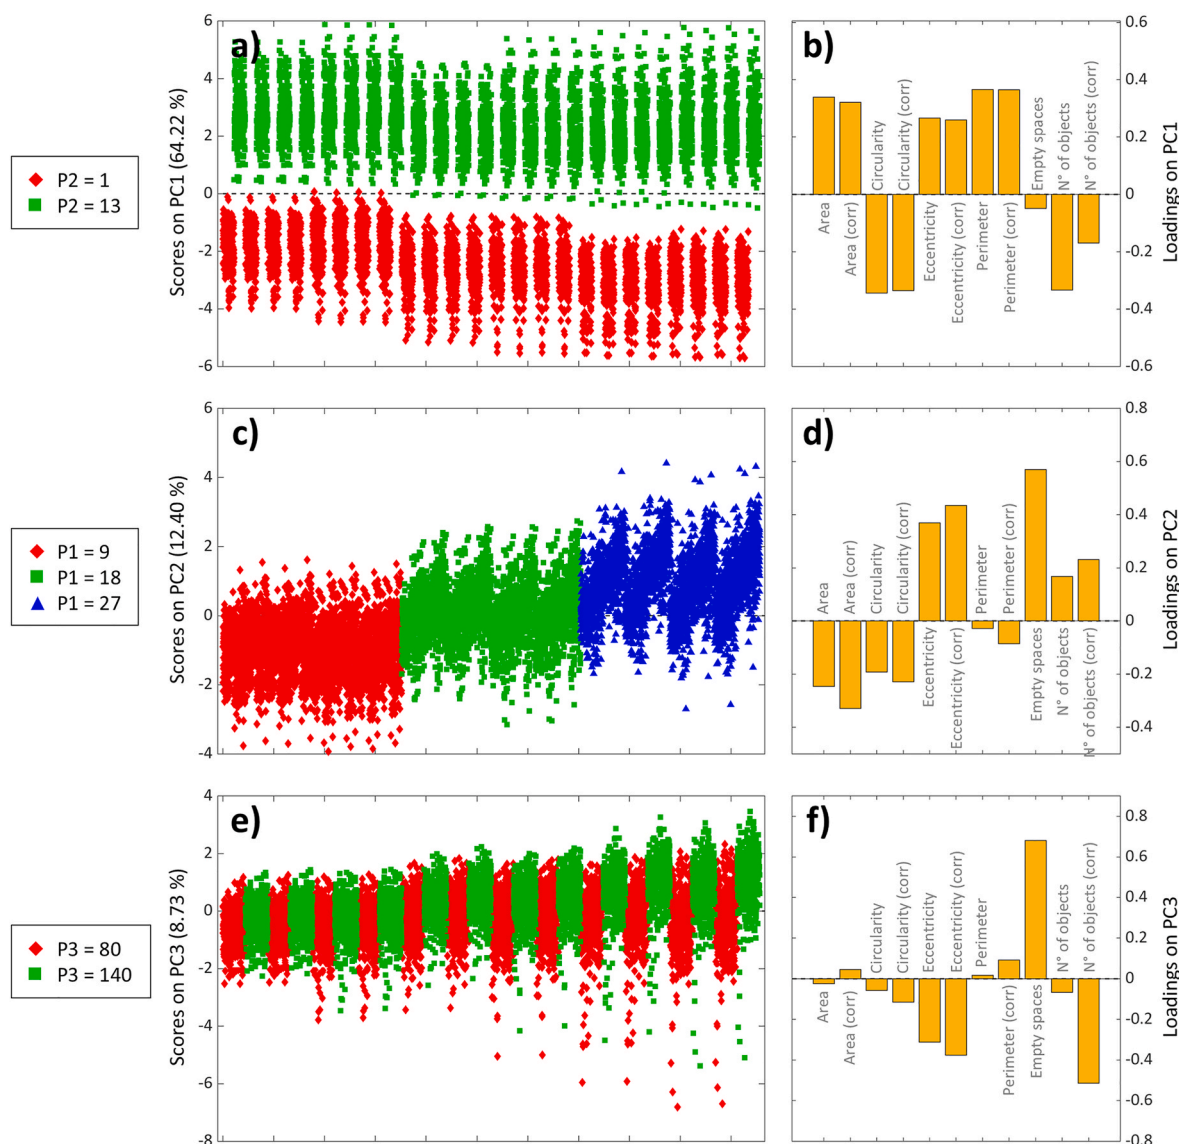 a)
6
4
2
0
-2
-4
-6
Scores on PC1 (64.22 %)
P2 = 1
P2 = 13
b)
Area
Area (corr)
Circularity
Circularity (corr)
Eccentricity
Eccentricity (corr)
Perimeter
Perimeter (corr)
Empty spaces
N° of objects
N° of objects (corr)
0.6
0.4
0.2
0
-0.2
-0.4
-0.6
Loadings on PC1
c)
6
4
2
0
-2
-4
Scores on PC2 (12.40 %)
P1 = 9
P1 = 18
P1 = 27
d)
Area
Area (corr)
Circularity
Circularity (corr)
Eccentricity
Eccentricity (corr)
Perimeter
Perimeter (corr)
Empty spaces
N° of objects
N° of objects (corr)
0.8
0.6
0.4
0.2
0
-0.2
-0.4
Loadings on PC2
e)
4
2
0
-2
-4
-6
-8
Scores on PC3 (8.73 %)
P3 = 80
P3 = 140
f)
Area
Area (corr)
Circularity
Circularity (corr)
Eccentricity
Eccentricity (corr)
Perimeter
Perimeter (corr)
Empty spaces
N° of objects
N° of objects (corr)
0.8
0.6
0.4
0.2
0
-0.2
-0.4
-0.6
-0.8
Loadings on PC3